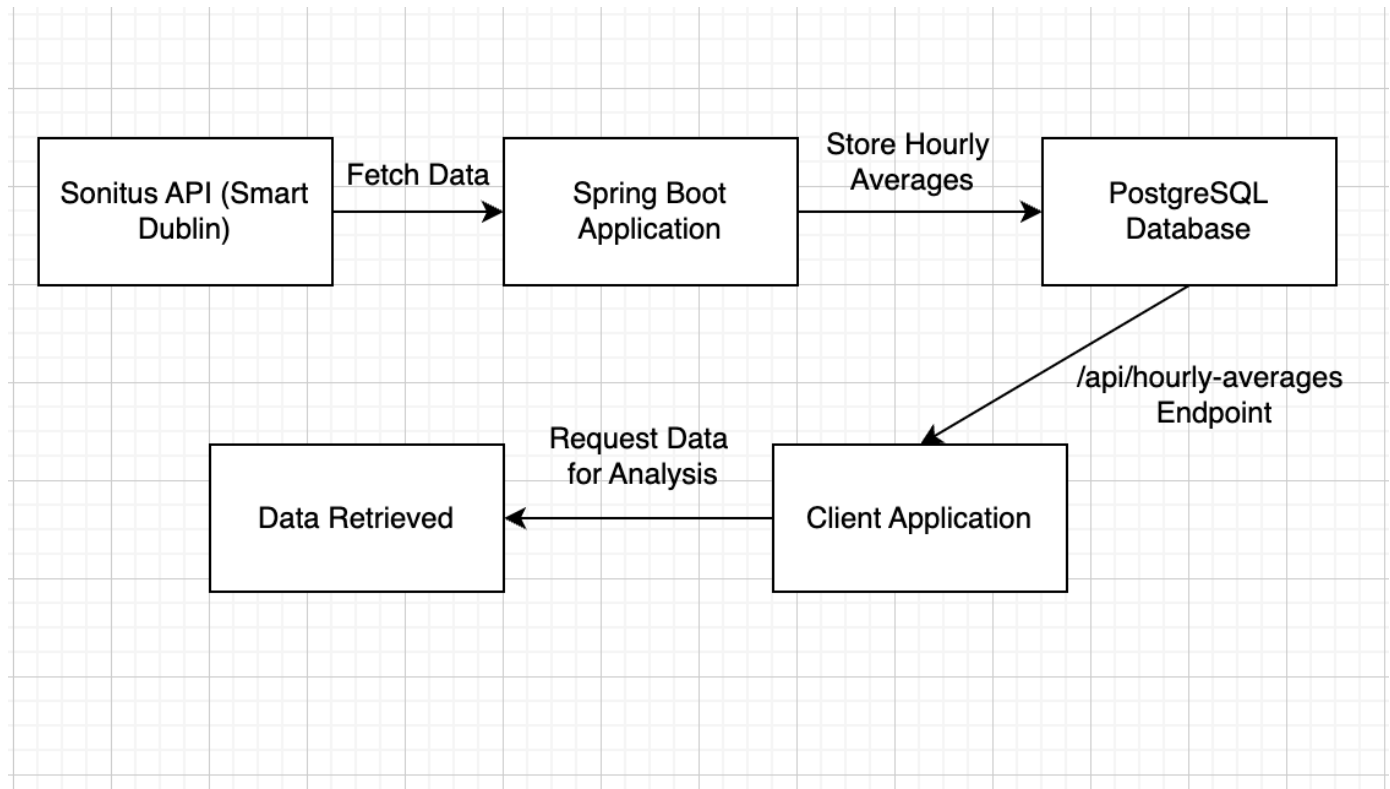 Sonitus API (Smart
Dublin)
Fetch Data
Spring Boot
Application
Store Hourly
Averages
PostgreSQL
Database
/api/hourly-averages
Endpoint
Client Application
Request Data
for Analysis
Data Retrieved